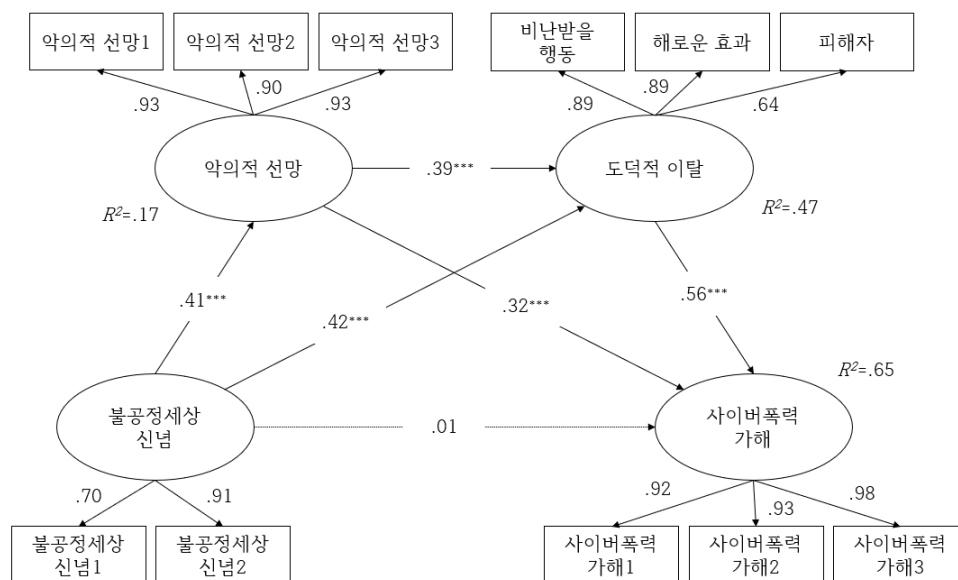 악의적 선망1
악의적 선망2
악의적 선망3
비난받을
행동
해로운 효과
피해자
.93
.90
.93
.89
.89
.64
악의적 선망
.39***
도덕적 이탈
R²=.17
R²=.47
.41***
.42***
.32***
.56***
R²=.65
불공정세상
신념
.01
사이버폭력
가해
.70
.91
.92
.93
.98
불공정세상
신념1
불공정세상
신념2
사이버폭력
가해1
사이버폭력
가해2
사이버폭력
가해3